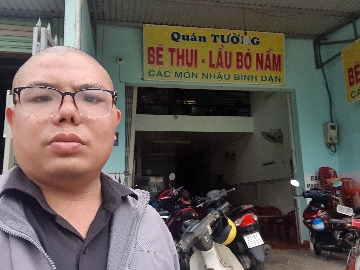 Quán TƯỜNG
BÊ THUI - LẨU BÒ NẤM
CÁC MÓN NHẬU BÌNH DÂN